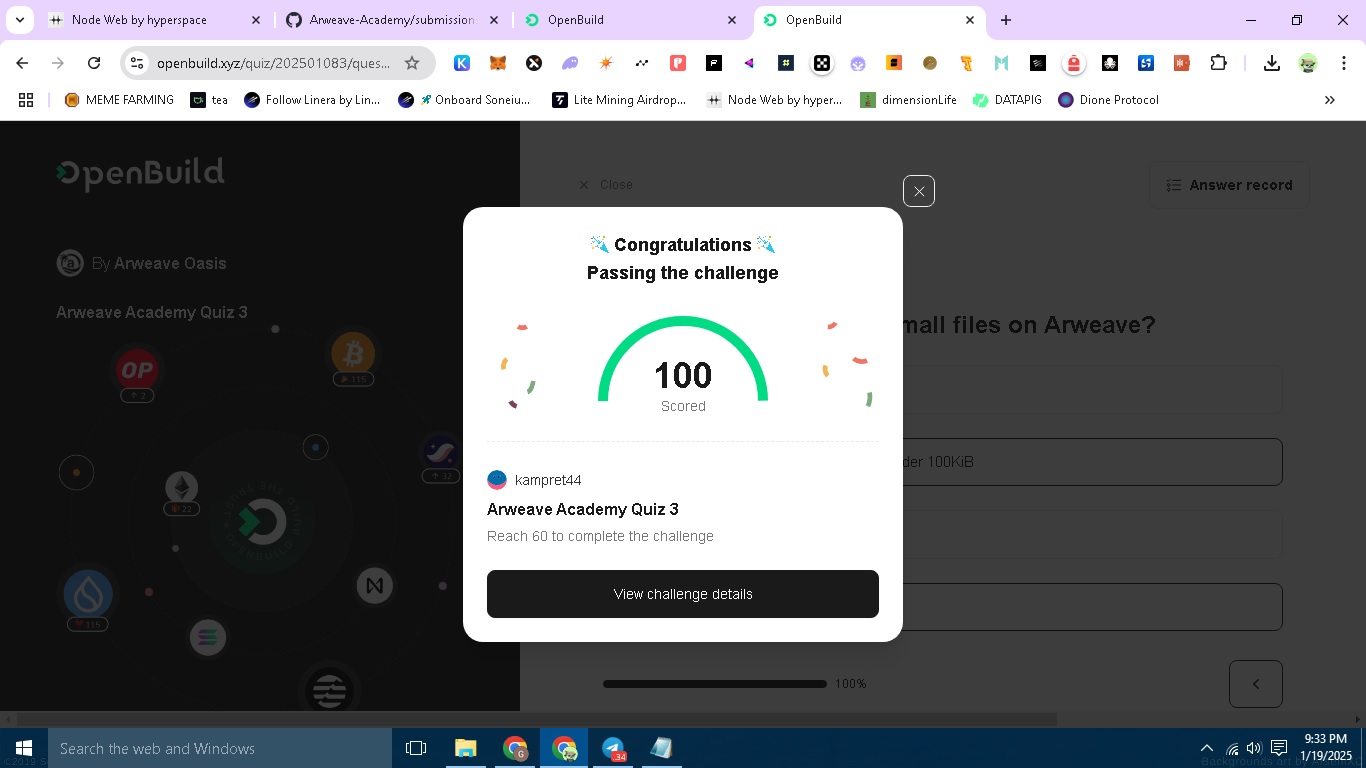 Node Web by hyperspace
Arweave-Academy/submission
OpenBuild
OpenBuild
openbuild.xyz/quiz/202501083/ques...
MEME FARMING
tea
Follow Linera by Lin...
🚀 Onboard Soneiu...
Lite Mining Airdrop...
Node Web by hyper...
dimensionLife
DATAPIG
Dione Protocol
OpenBuild
Close
Answer record
By Arweave Oasis
Arweave Academy Quiz 3
🎉 Congratulations 🎉
Passing the challenge
mall files on Arweave?
100
Scored
OP
2
115
der 100KiB
32
22
kampret44
Arweave Academy Quiz 3
Reach 60 to complete the challenge
View challenge details
115
100%
Search the web and Windows
34
9:33 PM
1/19/2025